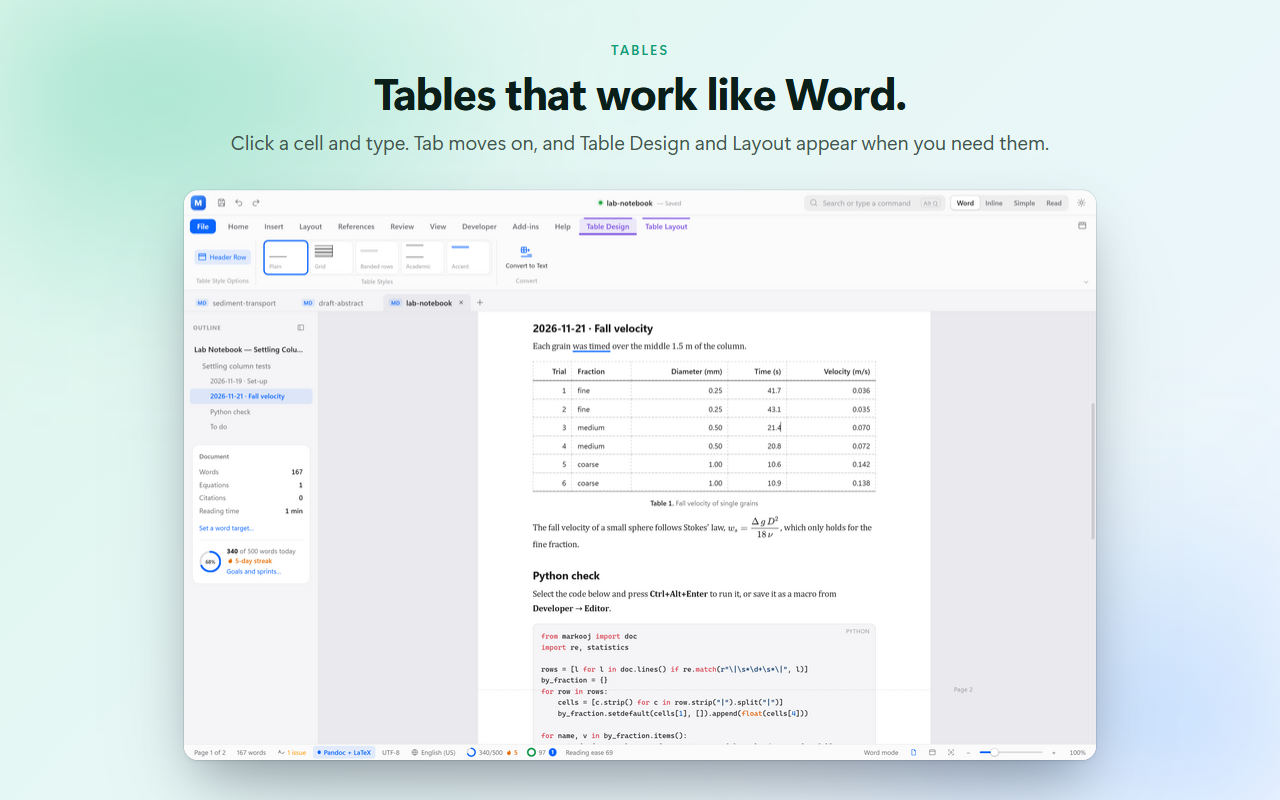 TABLES
Tables that work like Word.
Click a cell and type. Tab moves on, and Table Design and Layout appear when you need them.
M
lab-notebook — Saved
Search or type a command Alt Q
Word Inline Simple Read
File Home Insert Layout References Review View Developer Add-ins Help Table Design Table Layout
Header Row
Plain Grid Banded rows Academic Accent
Convert to Text
Table Style Options Table Styles Convert
MD sediment-transport MD draft-abstract MD lab-notebook × +
OUTLINE
Lab Notebook — Settling Colu...
Settling column tests
2026-11-19 · Set-up
2026-11-21 · Fall velocity
Python check
To do
Document
Words 167
Equations 1
Citations 0
Reading time 1 min
Set a word target...
68%
340 of 500 words today
5-day streak
Goals and sprints...
2026-11-21 · Fall velocity
Each grain was timed over the middle 1.5 m of the column.
Trial Fraction Diameter (mm) Time (s) Velocity (m/s)
1 fine 0.25 41.7 0.036
2 fine 0.25 43.1 0.035
3 medium 0.50 21.4 0.070
4 medium 0.50 20.8 0.072
5 coarse 1.00 10.6 0.142
6 coarse 1.00 10.9 0.138
Table 1. Fall velocity of single grains
The fall velocity of a small sphere follows Stokes' law, wₛ = Δ g D² / 18 ν, which only holds for the
fine fraction.
Python check
Select the code below and press Ctrl+Alt+Enter to run it, or save it as a macro from
Developer → Editor.
PYTHON
from markooj import doc
import re, statistics
rows = [l for l in doc.lines() if re.match(r"\|\s*\d+\s*\|", l)]
by_fraction = {}
for row in rows:
cells = [c.strip() for c in row.strip("|").split("|")]
by_fraction.setdefault(cells[1], []).append(float(cells[4]))
for name, v in by_fraction.items():
Page 2
Page 1 of 2 167 words 1 issue Pandoc + LaTeX UTF-8 English (US) 340/500 5 97 1 Reading ease 69 Word mode − + 100%